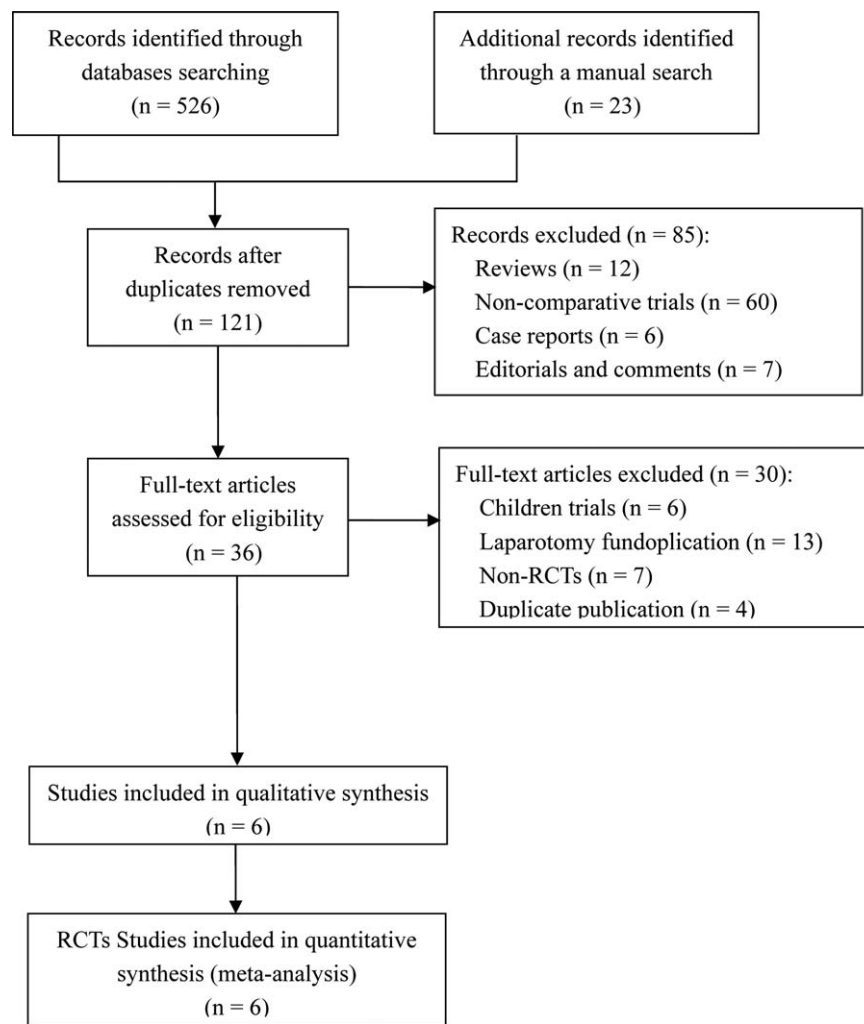 Records identified through
databases searching
(n = 526)
Additional records identified
through a manual search
(n = 23)
Records after
duplicates removed
(n = 121)
Records excluded (n = 85):
Reviews (n = 12)
Non-comparative trials (n = 60)
Case reports (n = 6)
Editorials and comments (n = 7)
Full-text articles
assessed for eligibility
(n = 36)
Full-text articles excluded (n = 30):
Children trials (n = 6)
Laparotomy fundoplication (n = 13)
Non-RCTs (n = 7)
Duplicate publication (n = 4)
Studies included in qualitative synthesis
(n = 6)
RCTs Studies included in quantitative
synthesis (meta-analysis)
(n = 6)